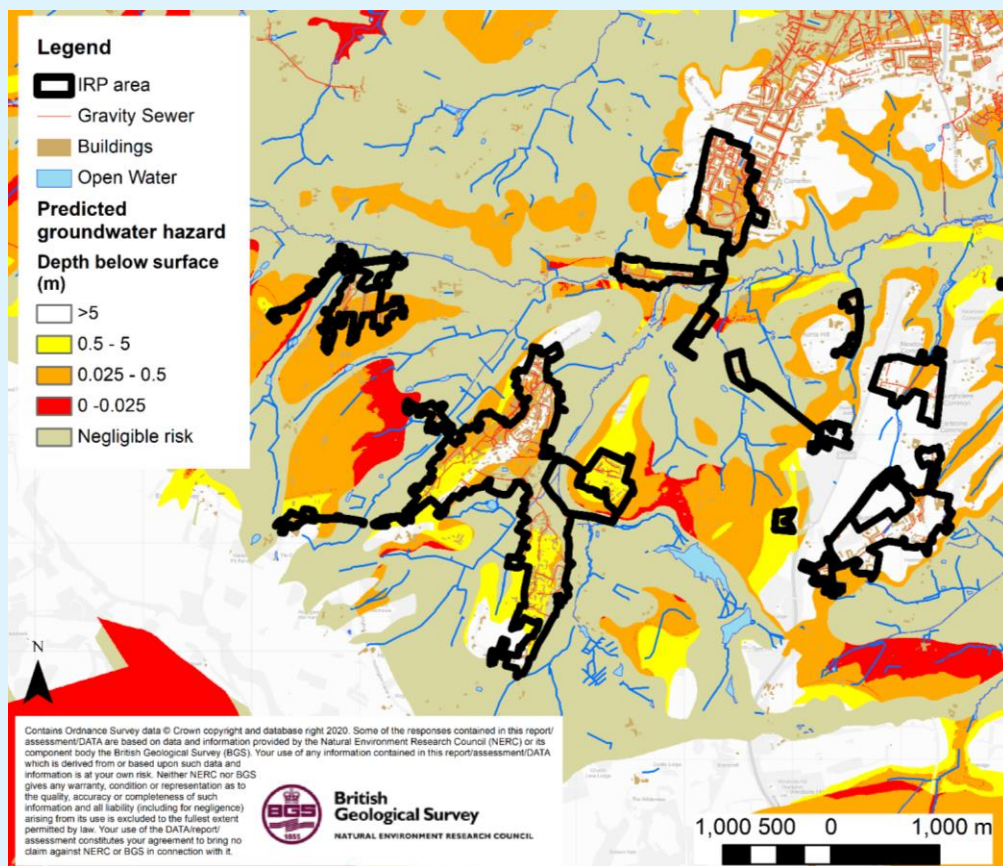 Legend
IRP area
Gravity Sewer
Buildings
Open Water
Predicted
groundwater hazard
Depth below surface
(m)
>5
0.5 - 5
0.025 - 0.5
0 -0.025
Negligible risk
N
Contains Ordnance Survey data © Crown copyright and database right 2020. Some of the responses contained in this report/
assessment/DATA are based on data and information provided by the Natural Environment Research Council (NERC) or its
component body the British Geological Survey (BGS). Your use of any information contained in this report/assessment/DATA
which is derived from or based upon such data and
information is at your own risk. Neither NERC nor BGS
gives any warranty, condition or representation as to
the quality, accuracy or completeness of such
information and all liability (including for negligence)
arising from its use is excluded to the fullest extent
permitted by law. Your use of the DATA/report/
assessment constitutes your agreement to bring no
claim against NERC or BGS in connection with it.
BGS
1835
British
Geological Survey
NATURAL ENVIRONMENT RESEARCH COUNCIL
1,000 500 0 1,000 m